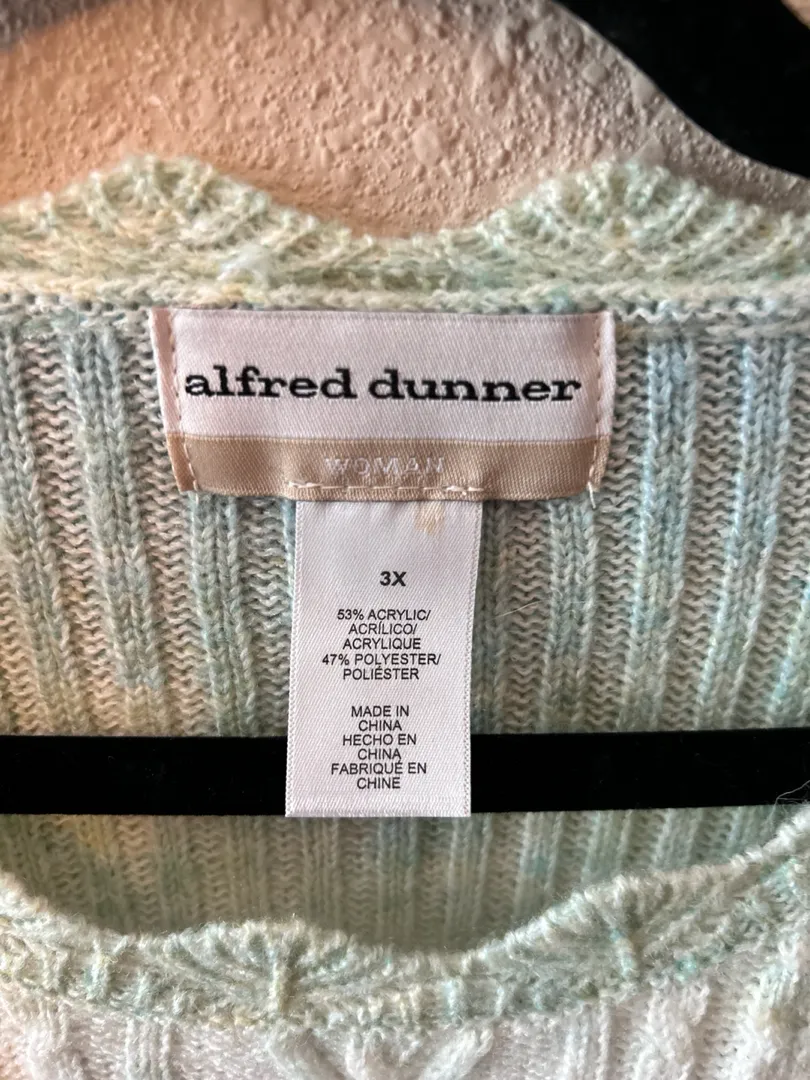 alfred dunner
WOMAN
3X
53% ACRYLIC/
ACRÍLICO/
ACRYLIQUE
47% POLYESTER/
POLIÉSTER
MADE IN
CHINA
HECHO EN
CHINA
FABRIQUÉ EN
CHINE